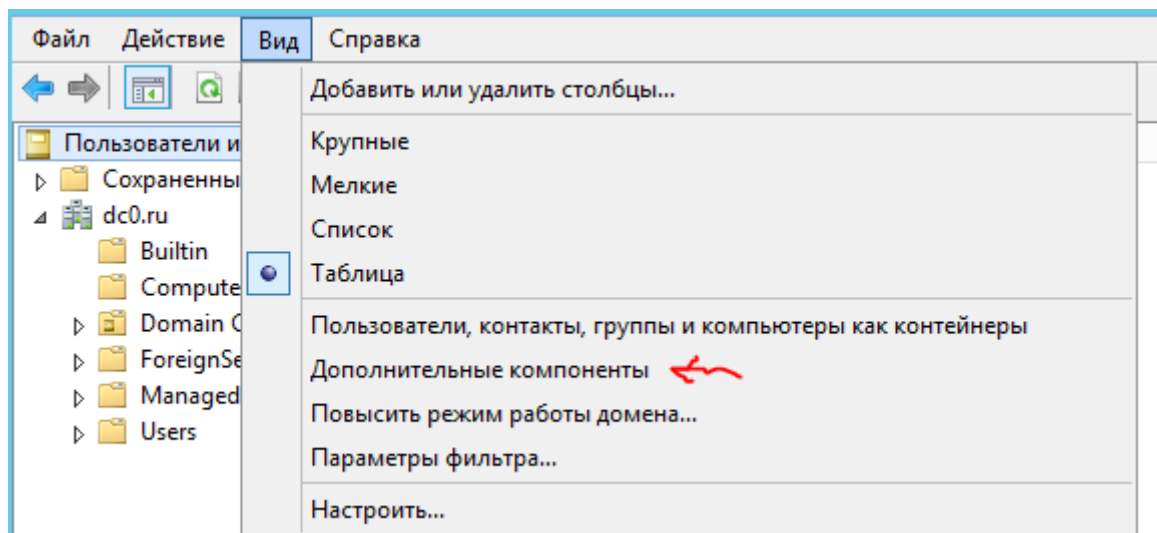 Файл Действие Вид Справка
Добавить или удалить столбцы...
Пользователи и
Крупные
Сохраненны
Мелкие
dc0.ru
Список
Builtin
Таблица
Compute
Domain
Пользователи, контакты, группы и компьютеры как контейнеры
ForeignSe
Дополнительные компоненты
Managed
Повысить режим работы домена...
Users
Параметры фильтра...
Настроить...